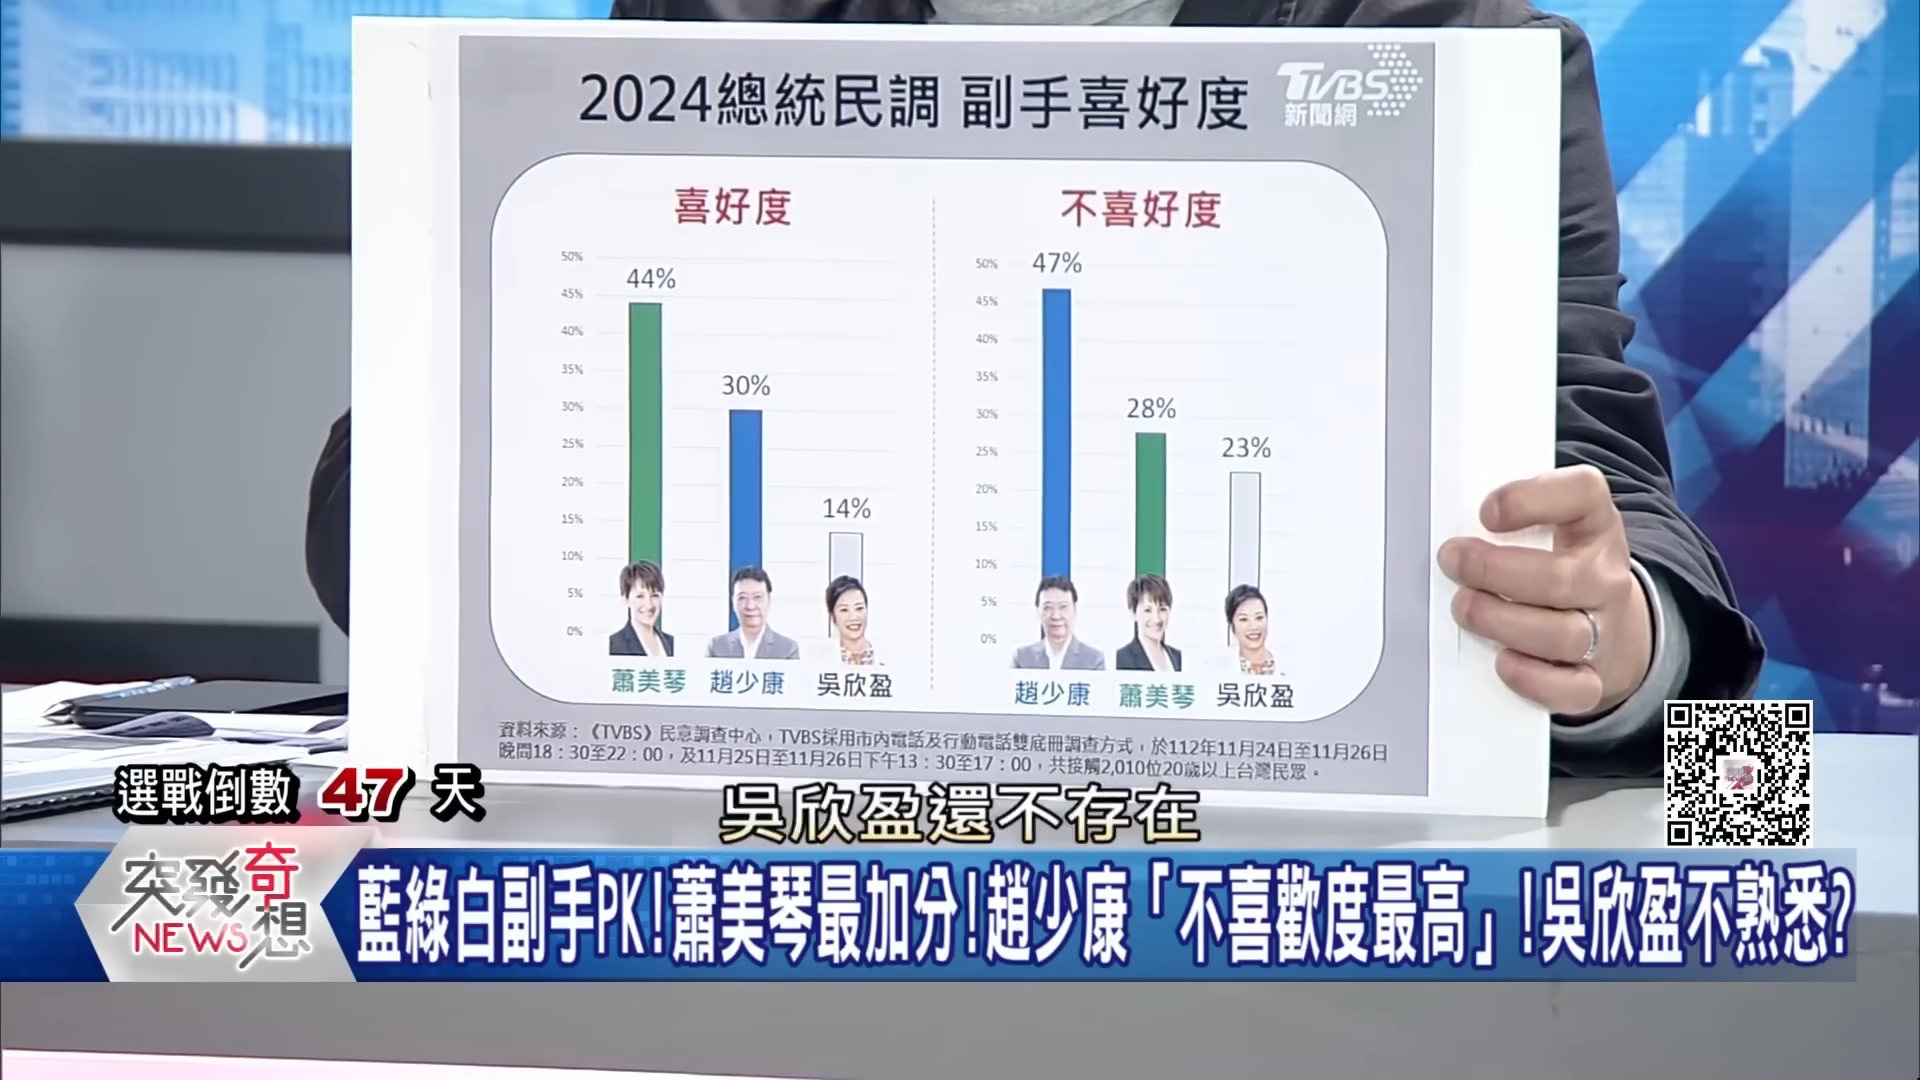 2024總統民調 副手喜好度
TVBS
新聞網
喜好度
不喜好度
50%
45%
40%
35%
30%
25%
20%
15%
10%
5%
0%
44%
30%
14%
蕭美琴
趙少康
吳欣盈
50%
45%
40%
35%
30%
25%
20%
15%
10%
5%
0%
47%
28%
23%
趙少康
蕭美琴
吳欣盈
資料來源：《TVBS》民意調查中心，TVBS採用市內電話及行動電話雙底冊調查方式，於112年11月24日至11月26日
晚間18：30至22：00，及11月25日至11月26日下午13：30至17：00，共接觸2,010位20歲以上台灣民眾。
選戰倒數 47 天
吳欣盈還不存在
突發奇想
NEWS
藍綠白副手PK!蕭美琴最加分!趙少康「不喜歡度最高」!吳欣盈不熟悉?